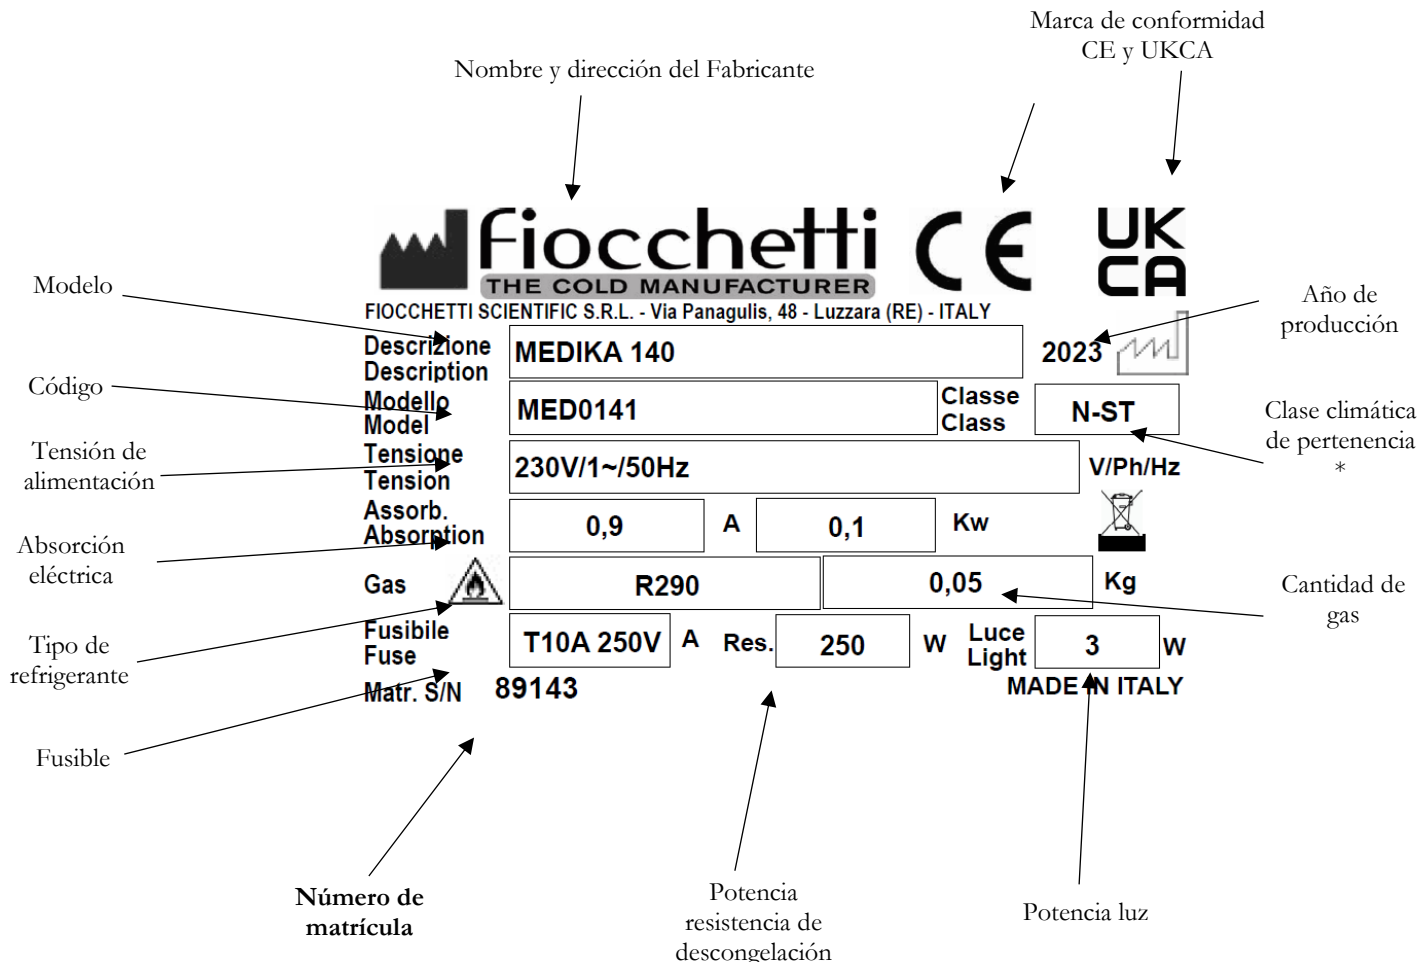 Marca de conformidad
CE y UKCA
Nombre y dirección del Fabricante
fiocchetti
THE COLD MANUFACTURER
CE
UK
CA
FIOCCHETTI SCIENTIFIC S.R.L. - Via Panagulis, 48 - Luzzara (RE) - ITALY
Modelo
Año de
producción
Descrizione
Description
MEDIKA 140
2023
Código
Modello
Model
MED0141
Classe
Class
N-ST
Clase climática
de pertenencia
*
Tensión de
alimentación
Tensione
Tension
230V/1~/50Hz
V/Ph/Hz
Absorción
eléctrica
Assorb.
Absorption
0,9 A 0,1 Kw
Gas R290 0,05 Kg
Cantidad de
gas
Tipo de
refrigerante
Fusibile
Fuse
T10A 250V A Res. 250 W
Luce
Light
3 W
Matr. S/N 89143
MADE IN ITALY
Fusible
Número de
matrícula
Potencia
resistencia de
descongelación
Potencia luz